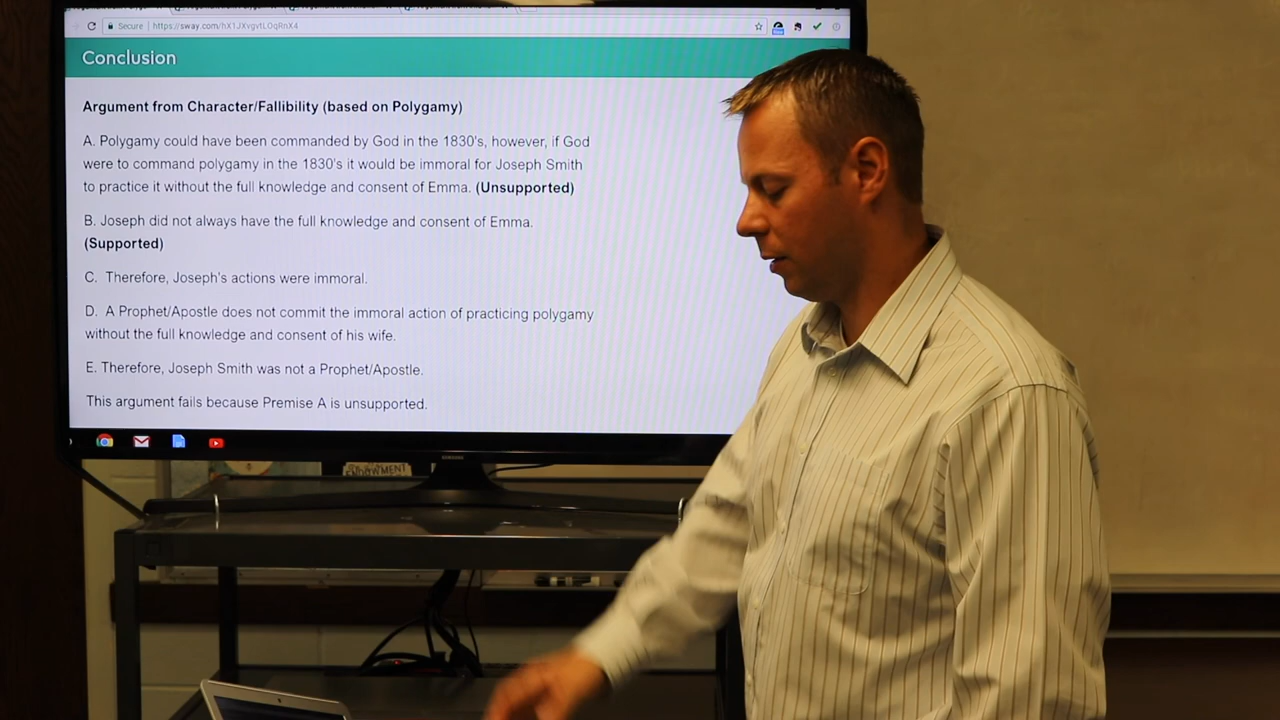 Secure https://sway.com/hX1JXvgvtLOqRnX4
Conclusion
Argument from Character/Fallibility (based on Polygamy)
A. Polygamy could have been commanded by God in the 1830's, however, if God
were to command polygamy in the 1830's it would be immoral for Joseph Smith
to practice it without the full knowledge and consent of Emma. (Unsupported)
B. Joseph did not always have the full knowledge and consent of Emma.
(Supported)
C. Therefore, Joseph's actions were immoral.
D. A Prophet/Apostle does not commit the immoral action of practicing polygamy
without the full knowledge and consent of his wife.
E. Therefore, Joseph Smith was not a Prophet/Apostle.
This argument fails because Premise A is unsupported.
SAMSUNG